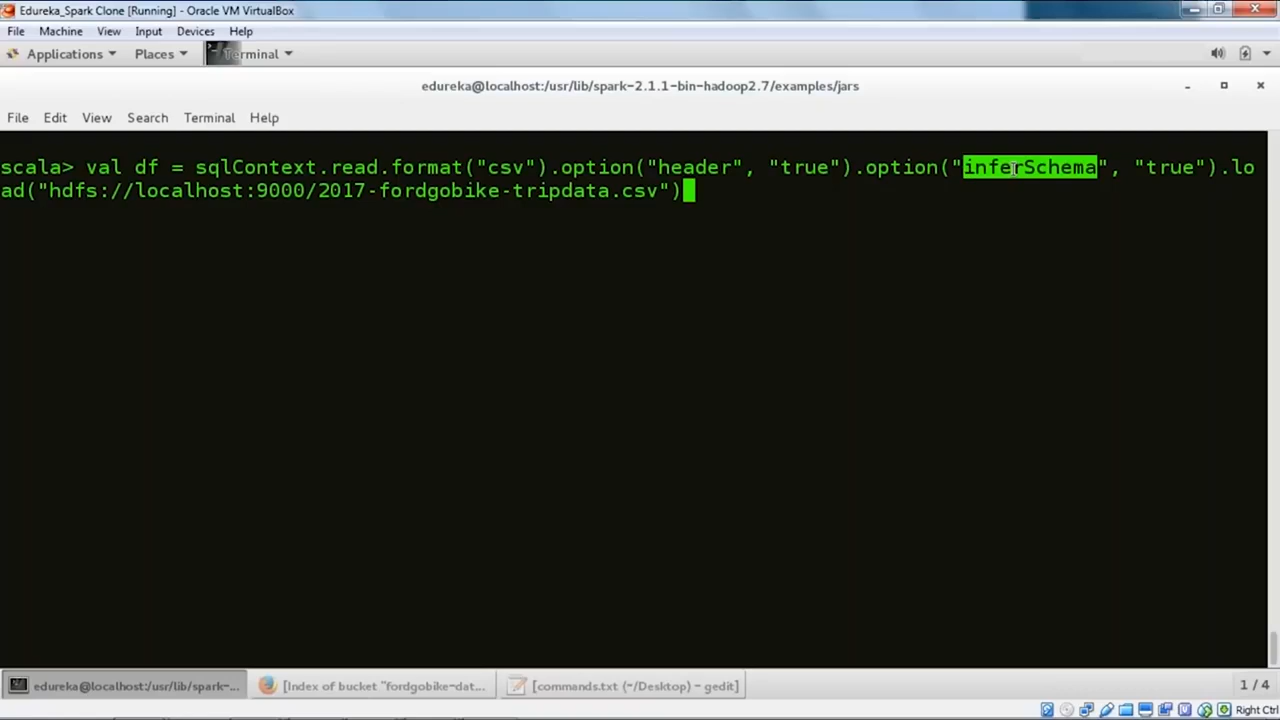 Edureka_Spark Clone [Running] - Oracle VM VirtualBox
File Machine View Input Devices Help
Applications Places Terminal
edureka@localhost:/usr/lib/spark-2.1.1-bin-hadoop2.7/examples/jars
File Edit View Search Terminal Help
scala> val df = sqlContext.read.format("csv").option("header", "true").option("inferSchema", "true").lo
ad("hdfs://localhost:9000/2017-fordgobike-tripdata.csv")
edureka@localhost:/usr/lib/spark-... [Index of bucket "fordgobike-dat... [commands.txt (~/Desktop) - gedit] 1 / 4
Right Ctrl